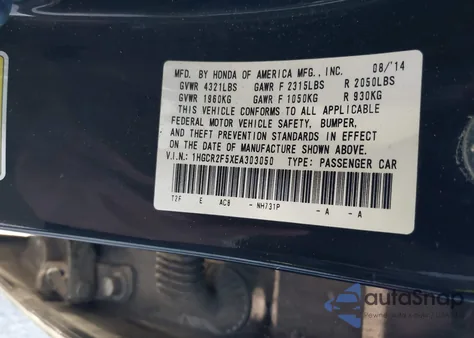 MFD. BY HONDA OF AMERICA MFG., INC. 08/'14
GVWR 4321LBS GAWR F 2315LBS R 2050LBS
GVWR 1960KG GAWR F 1050KG R 930KG
THIS VEHICLE CONFORMS TO ALL APPLICABLE
FEDERAL MOTOR VEHICLE SAFETY, BUMPER,
AND THEFT PREVENTION STANDARDS IN EFFECT
ON THE DATE OF MANUFACTURE SHOWN ABOVE.
V.I.N.: 1HGCR2F5XEA303050 TYPE: PASSENGER CAR
T2F E AC8 - NH731P - A - A
autoSnap